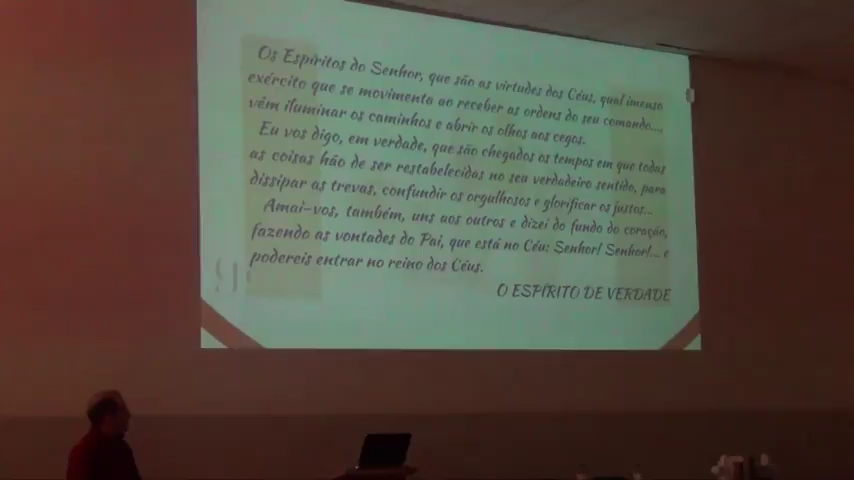 Os Espíritos do Senhor, que são as virtudes dos Céus, qual imenso
exército que se movimenta ao receber as ordens do seu comando...,
vêm iluminar os caminhos e abrir os olhos aos cegos.
Eu vos digo, em verdade, que são chegados os tempos em que todas
as coisas hão de ser restabelecidas no seu verdadeiro sentido, para
dissipar as trevas, confundir os orgulhosos e glorificar os justos...
Amai-vos, também, uns aos outros e dizei do fundo do coração,
fazendo as vontades do Pai, que está no Céu: Senhor! Senhor!... e
podereis entrar no reino dos Céus.
O ESPÍRITO DE VERDADE